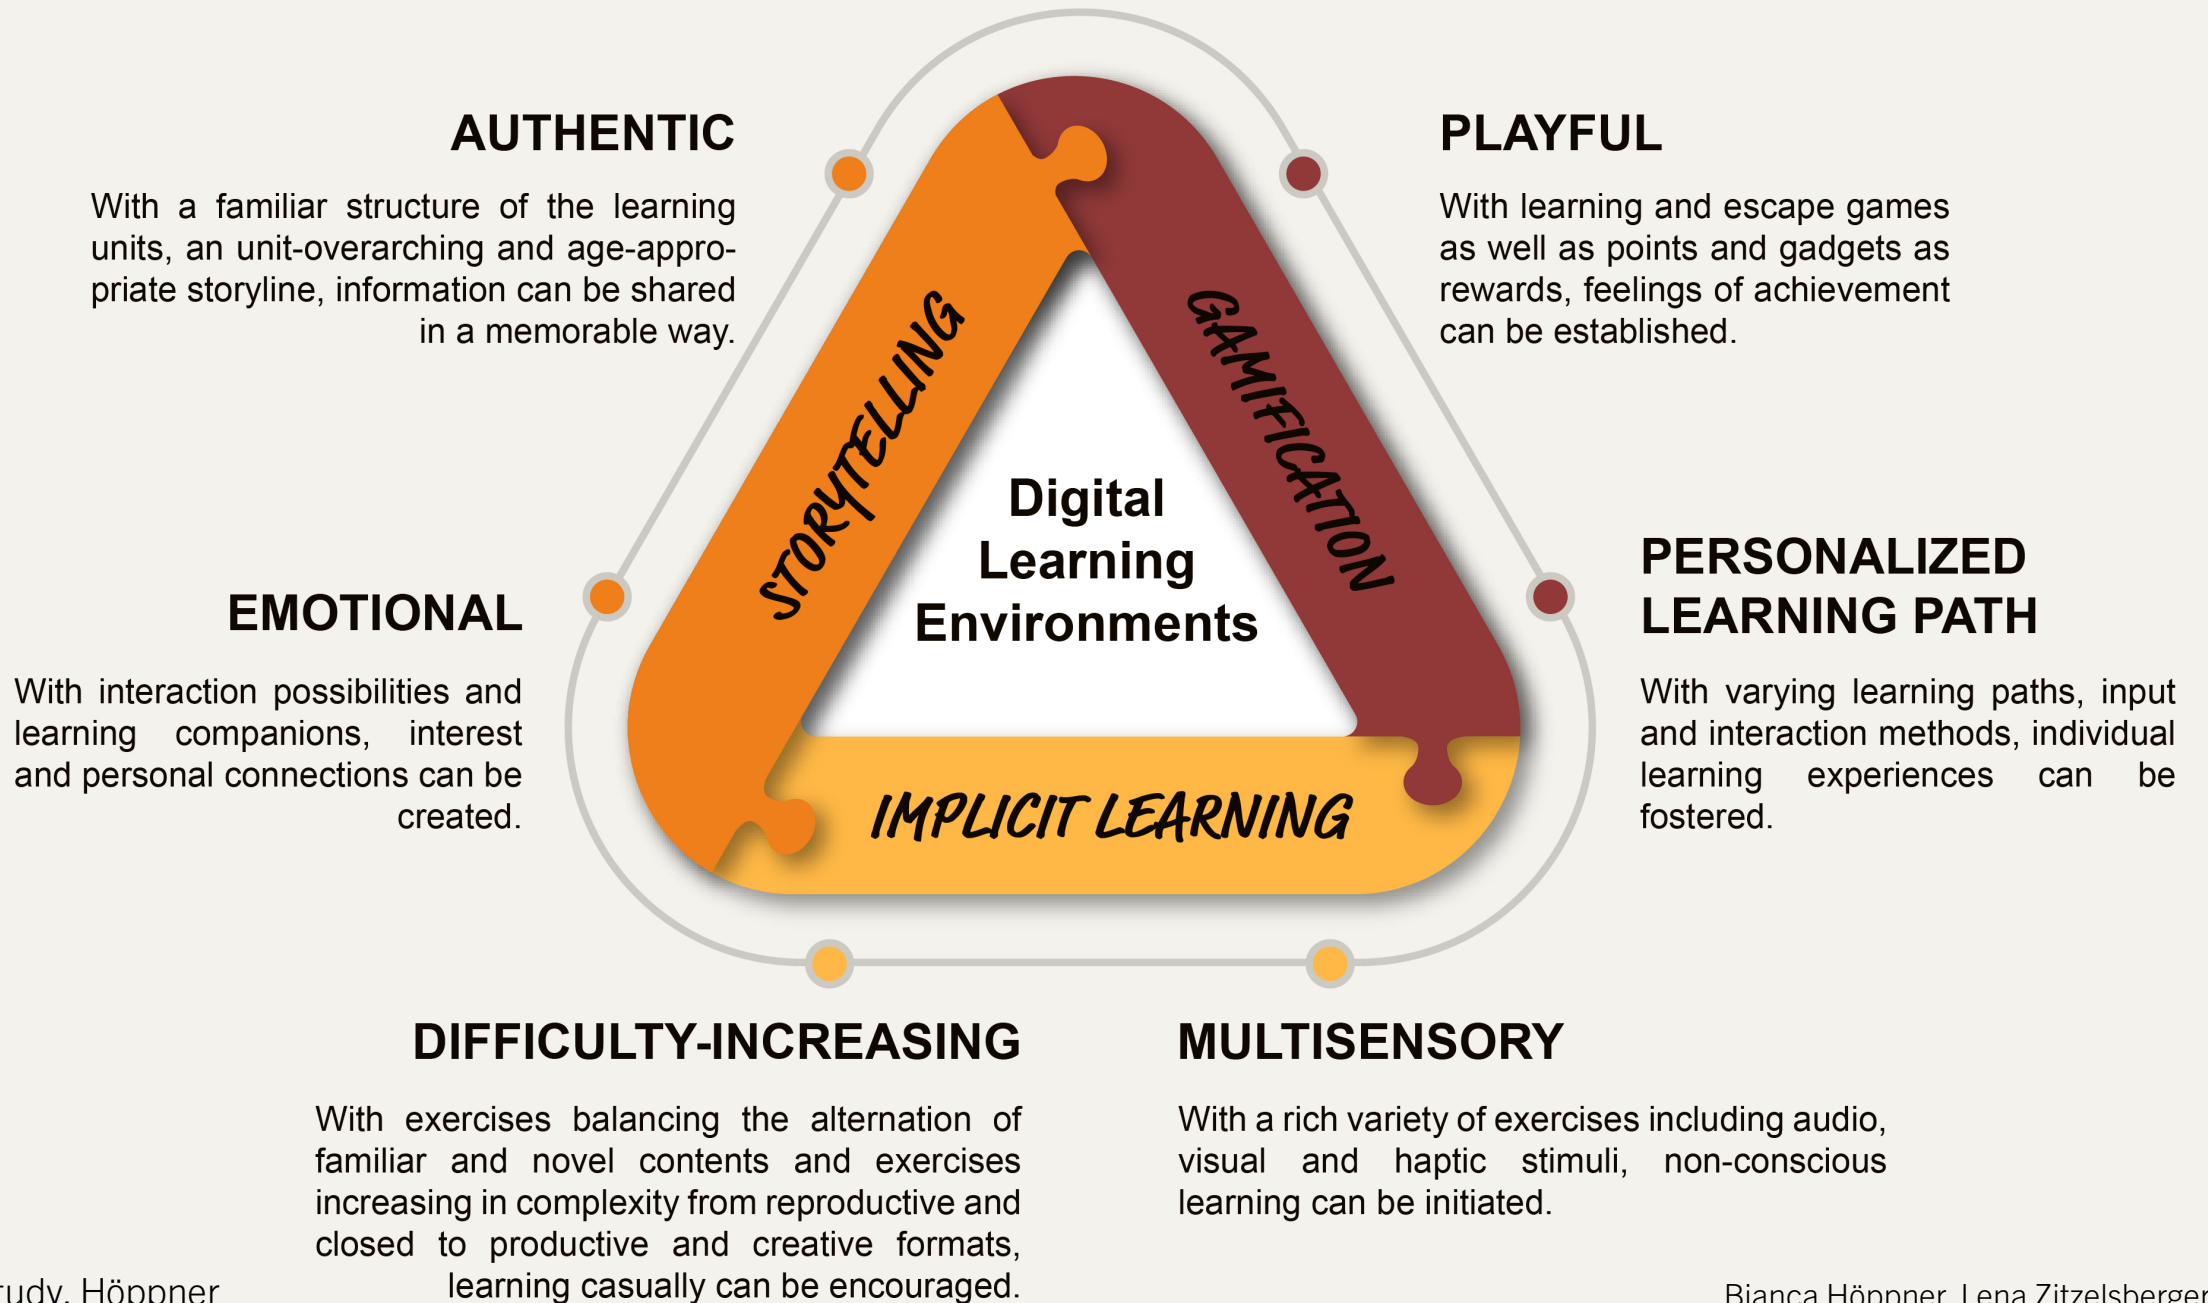 AUTHENTIC
With a familiar structure of the learning
units, an unit-overarching and age-appro-
priate storyline, information can be shared
in a memorable way.
PLAYFUL
With learning and escape games
as well as points and gadgets as
rewards, feelings of achievement
can be established.
STORYTELLING
GAMIFICATION
Digital
Learning
Environments
IMPLICIT LEARNING
EMOTIONAL
With interaction possibilities and
learning companions, interest
and personal connections can be
created.
PERSONALIZED
LEARNING PATH
With varying learning paths, input
and interaction methods, individual
learning experiences can be
fostered.
DIFFICULTY-INCREASING
With exercises balancing the alternation of
familiar and novel contents and exercises
increasing in complexity from reproductive and
closed to productive and creative formats,
learning casually can be encouraged.
MULTISENSORY
With a rich variety of exercises including audio,
visual and haptic stimuli, non-conscious
learning can be initiated.
Höppner
Bianca Höppner, Lena Zitzelsberger